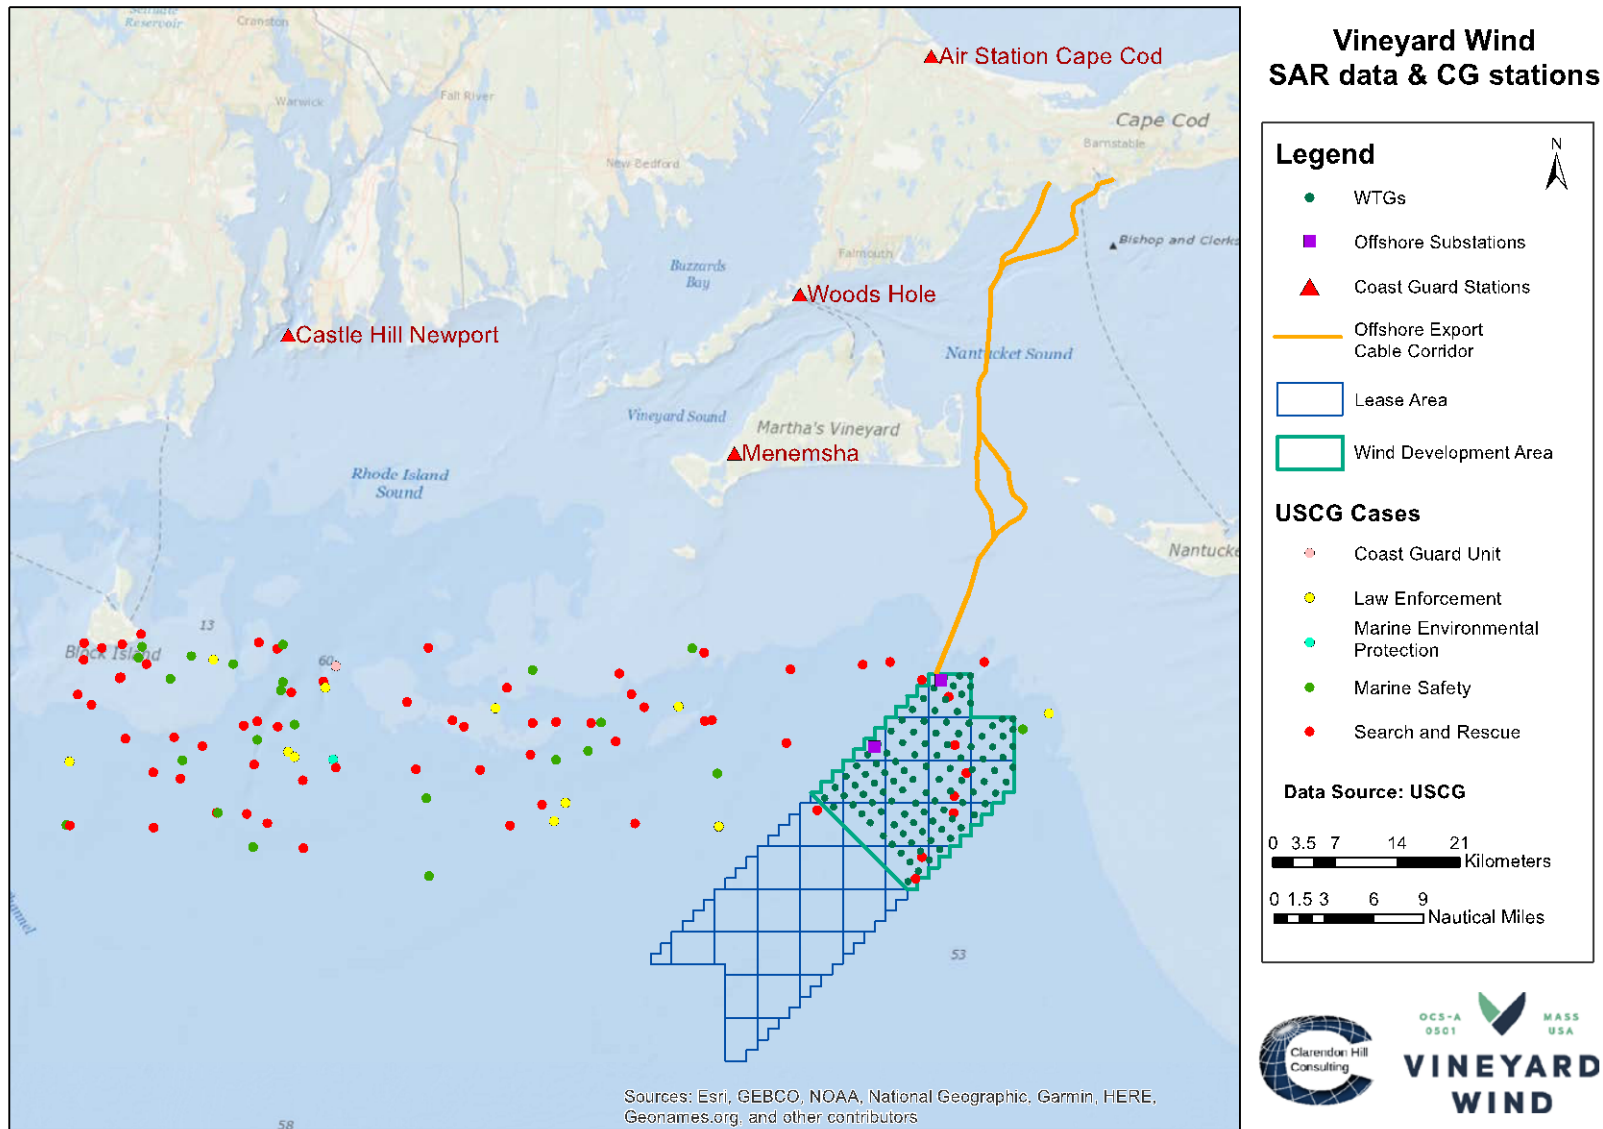 Vineyard Wind
SAR data & CG stations
Reservoir
Cranston
Air Station Cape Cod
Warwick
Fall River
Cape Cod
Barnstable
New Bedford
Bishop and Clerks
Falmouth
Buzzards
Bay
Woods Hole
Castle Hill Newport
Nantucket Sound
Vineyard Sound
Martha's Vineyard
Menemsha
Rhode Island
Sound
Nantucke
13
Block Island
60
53
58
Sources: Esri, GEBCO, NOAA, National Geographic, Garmin, HERE,
Geonames.org, and other contributors
Legend
N
WTGs
Offshore Substations
Coast Guard Stations
Offshore Export
Cable Corridor
Lease Area
Wind Development Area
USCG Cases
Coast Guard Unit
Law Enforcement
Marine Environmental
Protection
Marine Safety
Search and Rescue
Data Source: USCG
0 3.5 7 14 21
Kilometers
0 1.5 3 6 9
Nautical Miles
Clarendon Hill
Consulting
OCS-A
0501
MASS
USA
VINEYARD
WIND